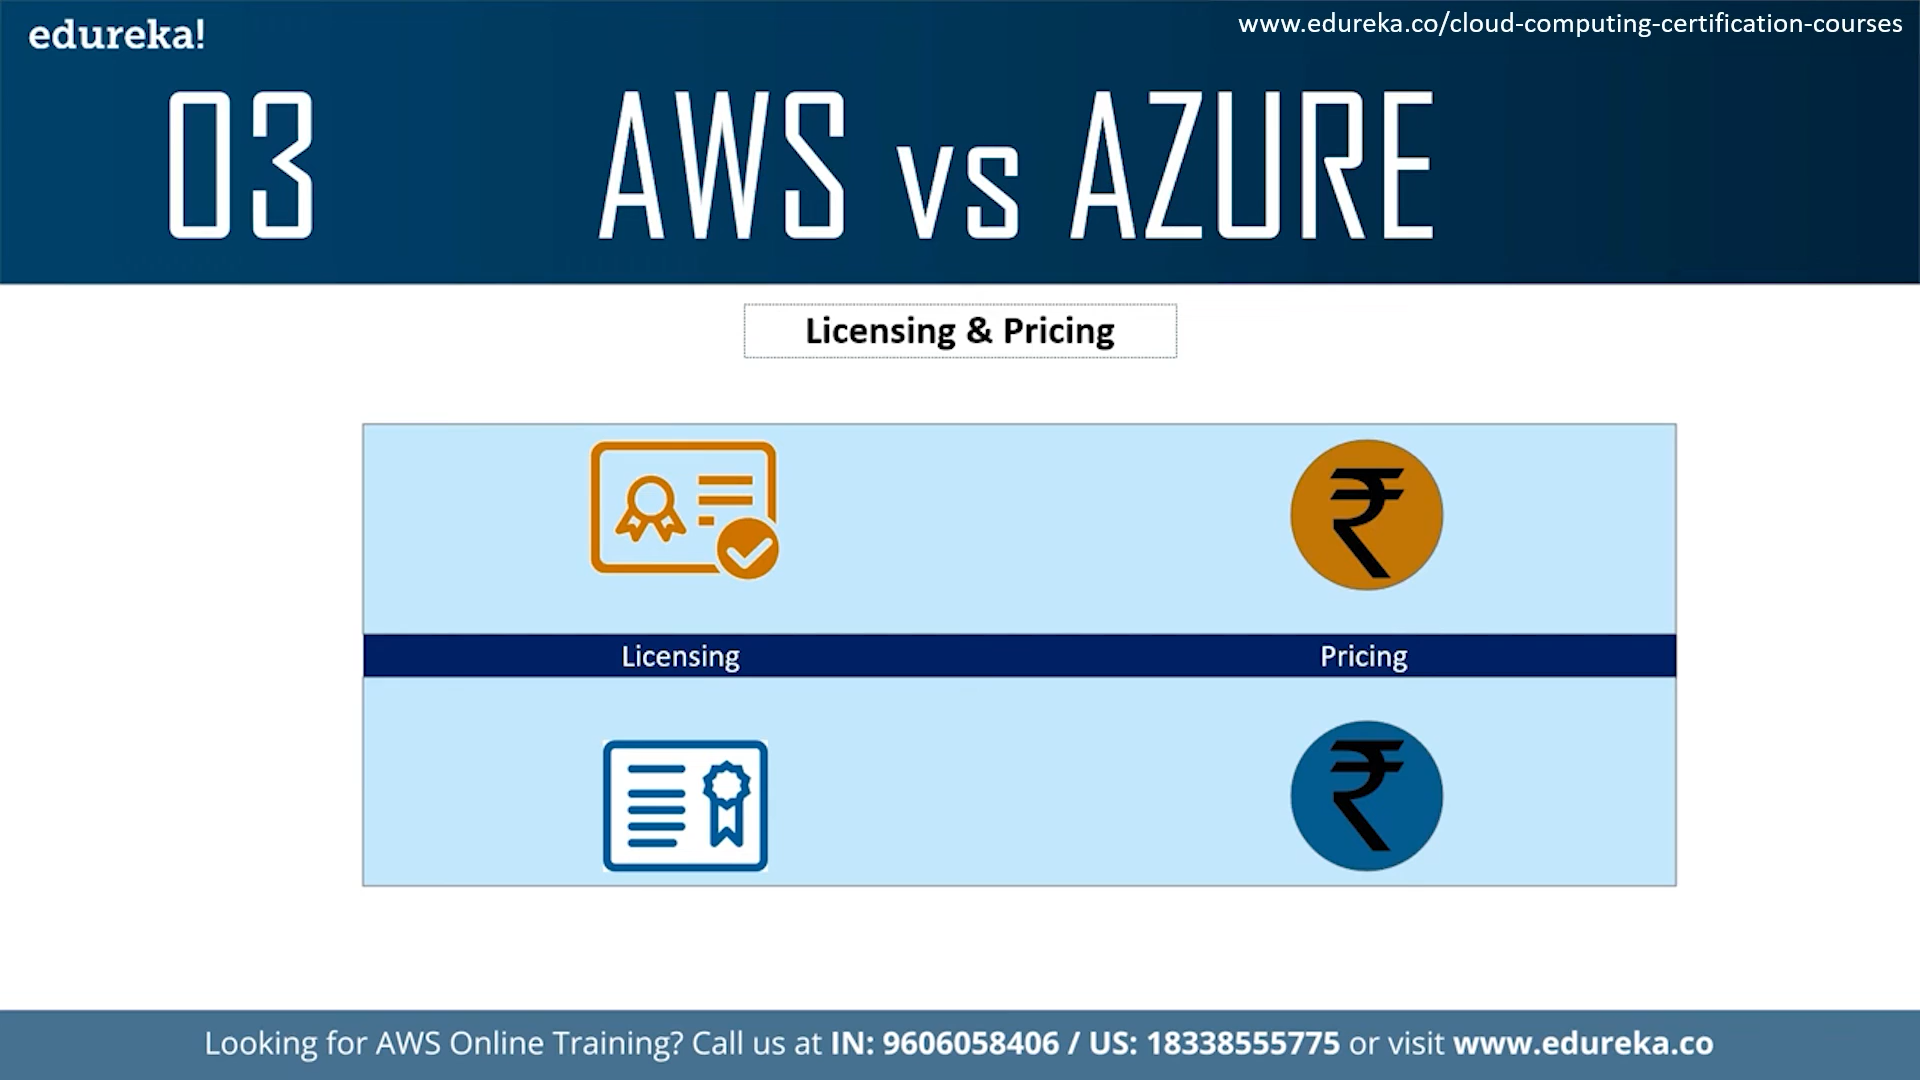 edureka!
www.edureka.co/cloud-computing-certification-courses
03 AWS vs AZURE
Licensing & Pricing
₹
Licensing Pricing
₹
Looking for AWS Online Training? Call us at IN: 9606058406 / US: 18338555775 or visit www.edureka.co